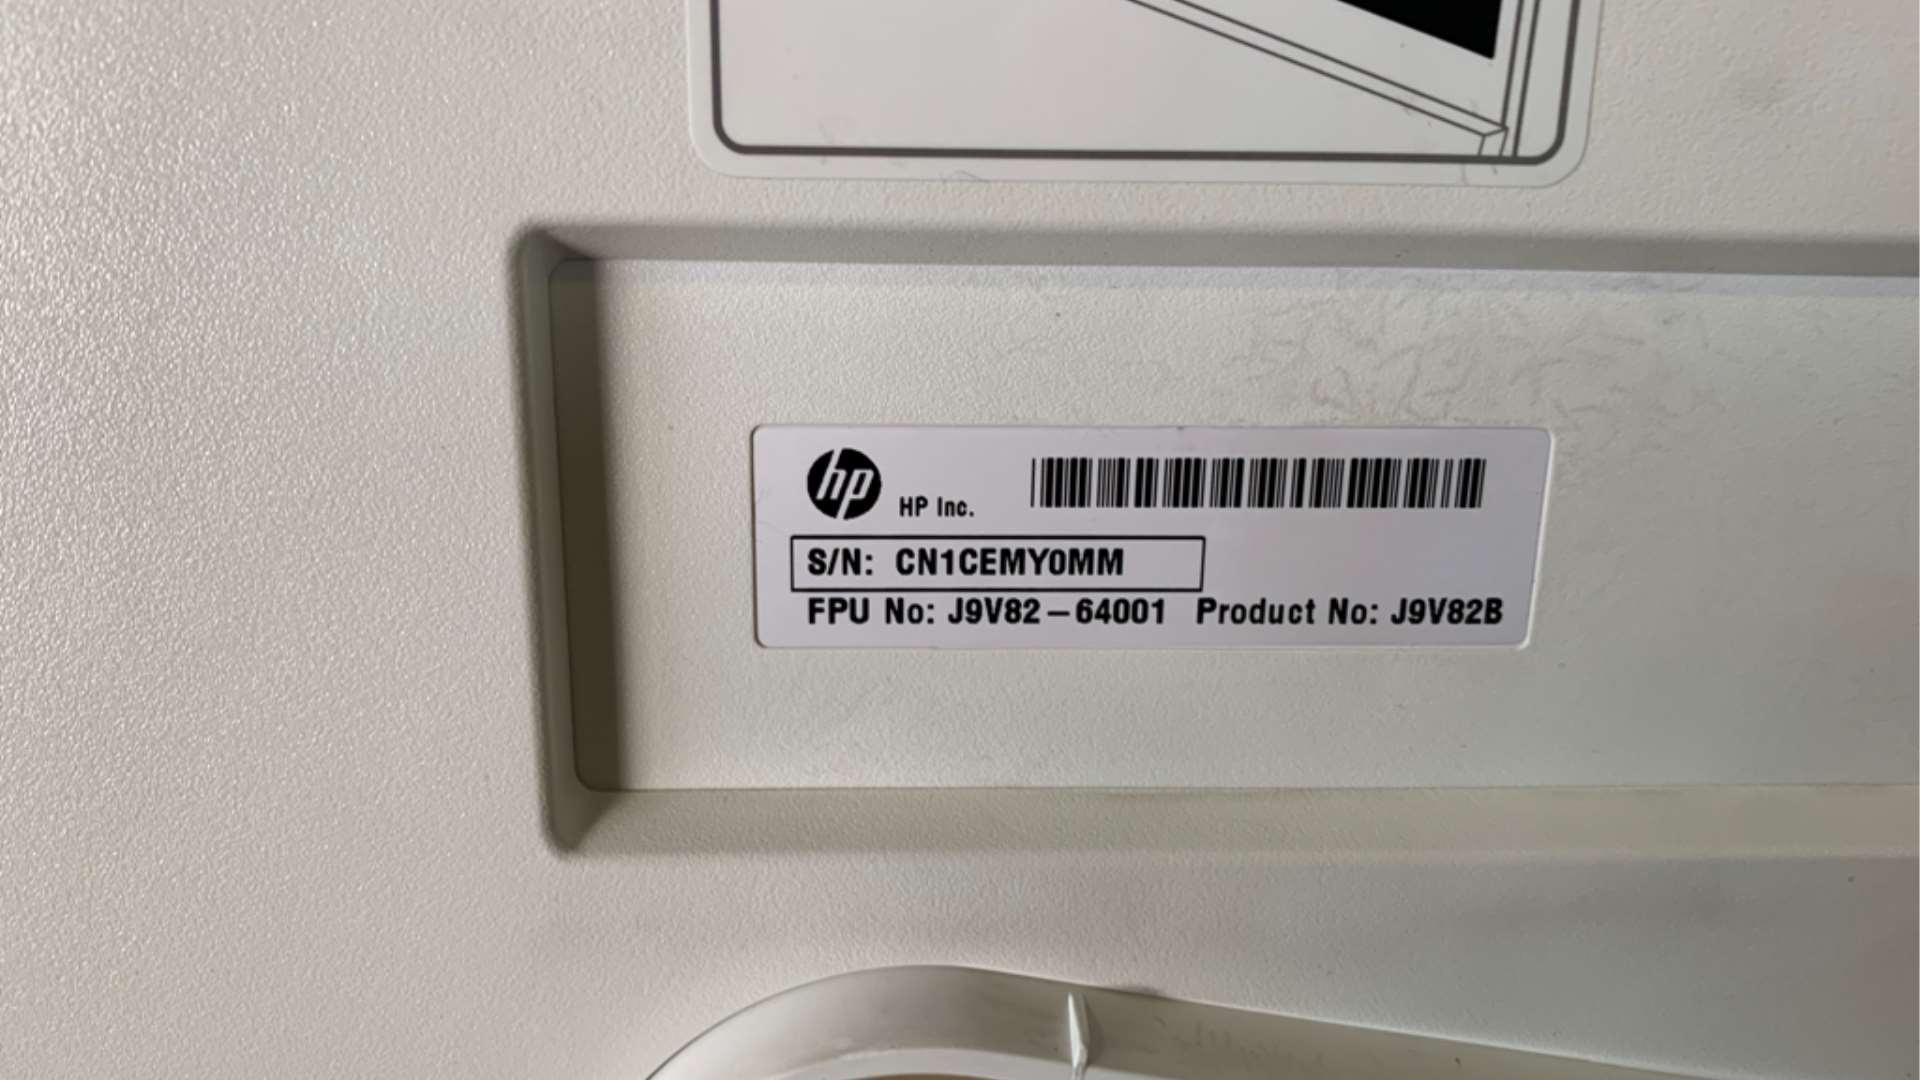 hp HP Inc.
S/N: CN1CEMY0MM
FPU No: J9V82-64001 Product No: J9V82B